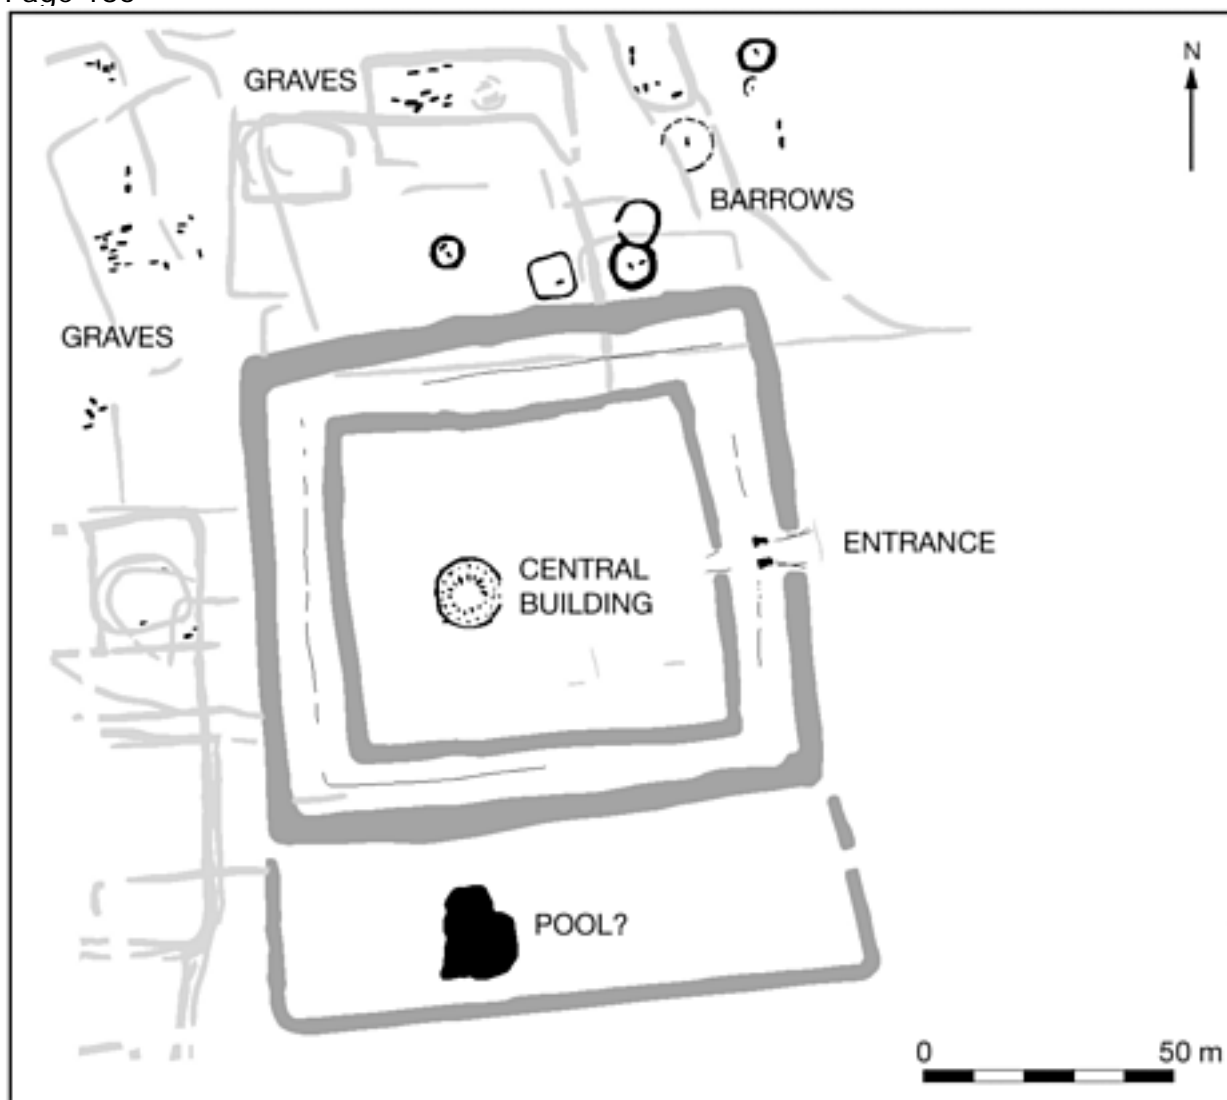 N
GRAVES
BARROWS
GRAVES
ENTRANCE
CENTRAL
BUILDING
POOL?
0 50 m